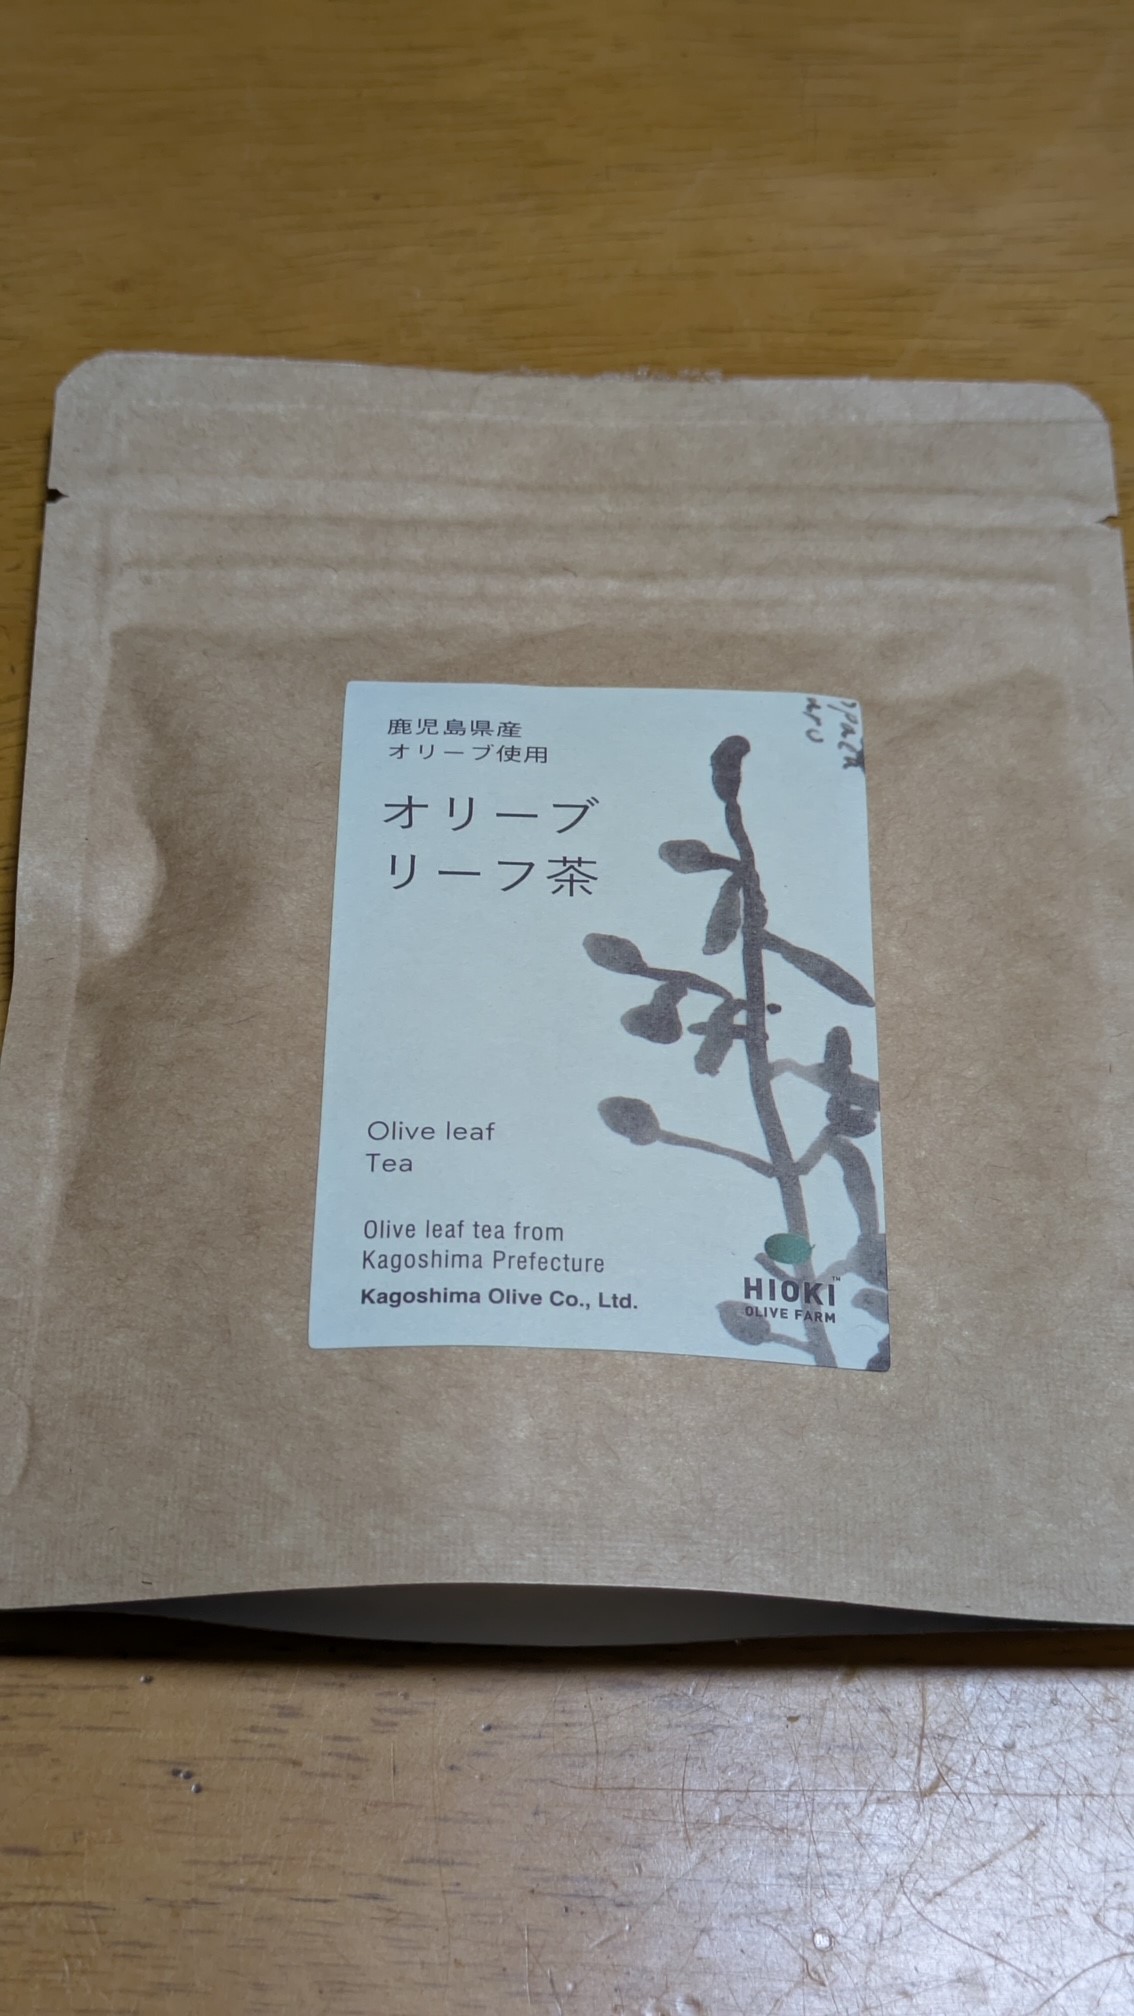 鹿児島県産
オリーブ使用
オリーブ
リーフ茶
Olive leaf
Tea
Olive leaf tea from
Kagoshima Prefecture
Kagoshima Olive Co., Ltd.
HIOKI™
OLIVE FARM